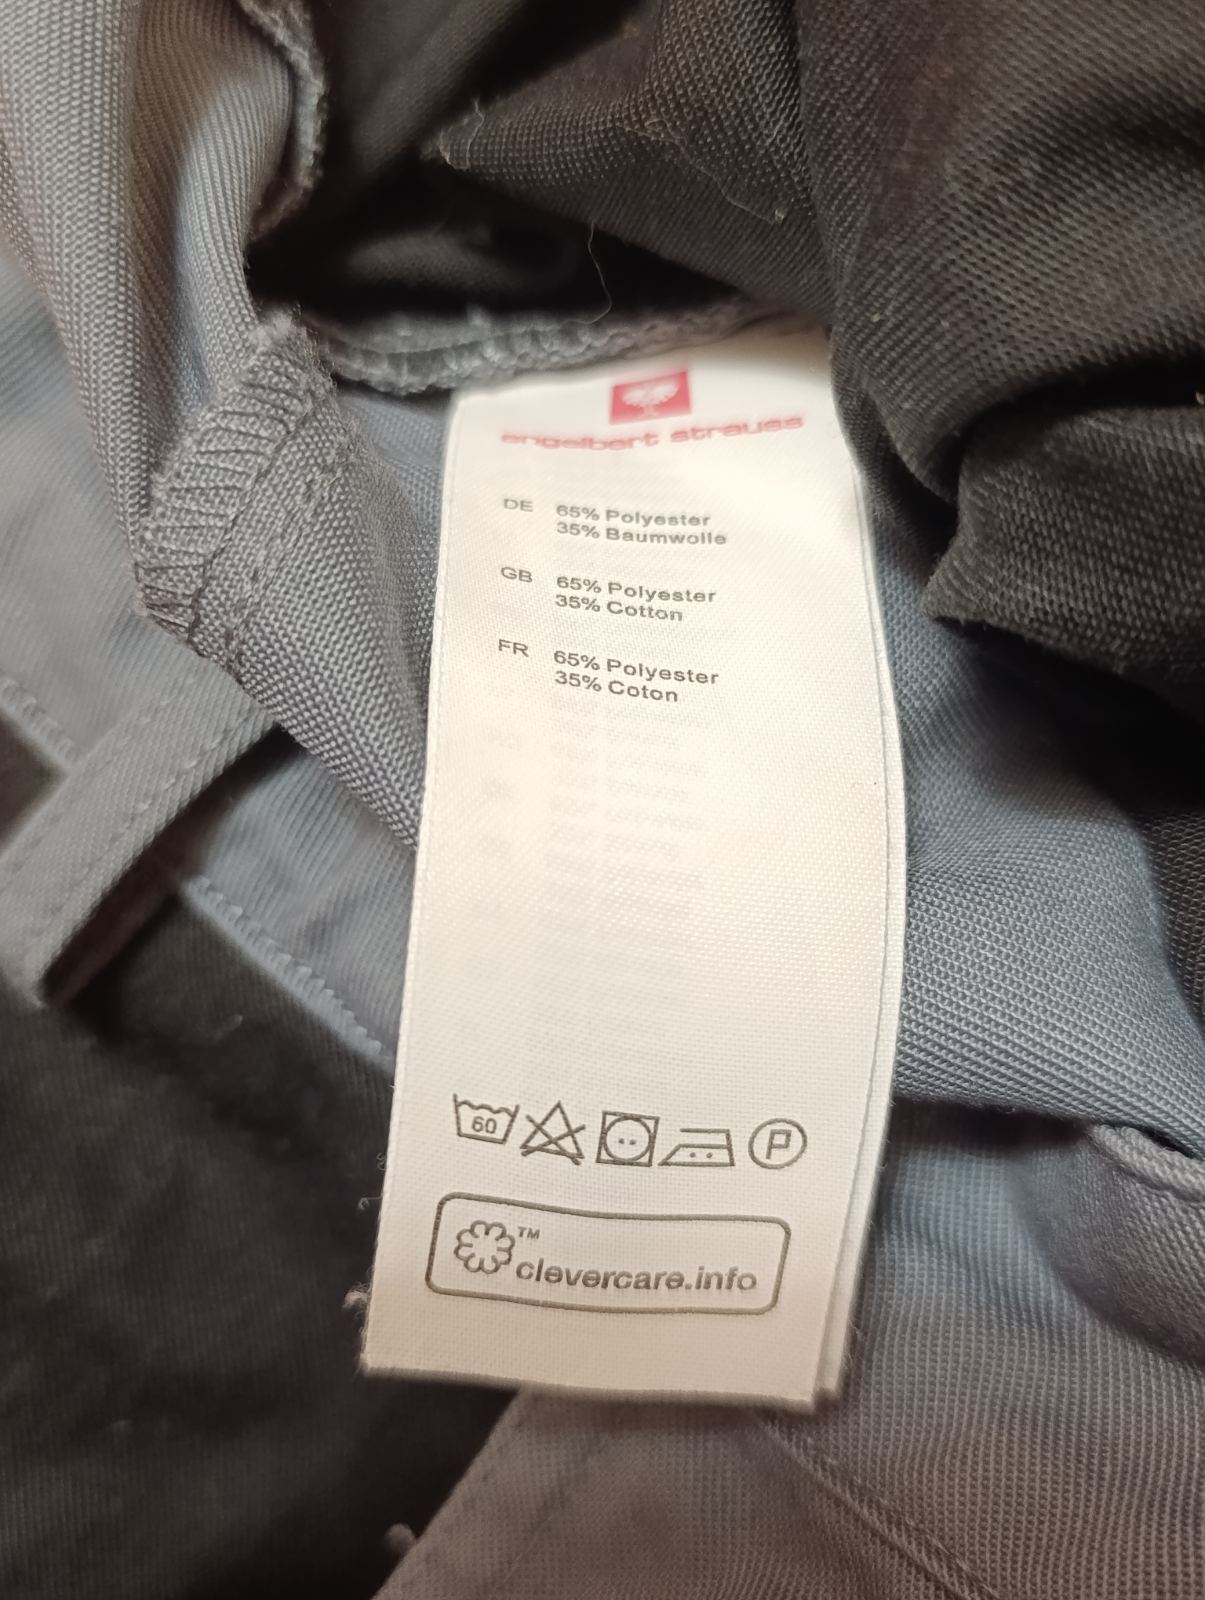 engelbert strauss
DE 65% Polyester
35% Baumwolle
GB 65% Polyester
35% Cotton
FR 65% Polyester
35% Coton
60
P
™
clevercare.info